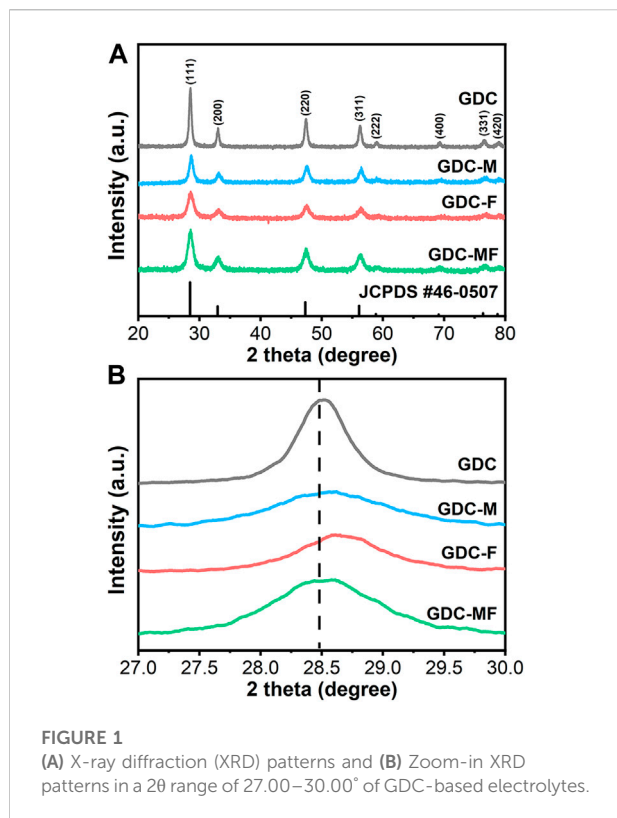 A
Intensity (a.u.)
(111)
(200)
(220)
(311)
(222)
(400)
(331)
(420)
GDC
GDC-M
GDC-F
GDC-MF
JCPDS #46-0507
20 30 40 50 60 70 80
2 theta (degree)
B
Intensity (a.u.)
GDC
GDC-M
GDC-F
GDC-MF
27.0 27.5 28.0 28.5 29.0 29.5 30.0
2 theta (degree)
FIGURE 1
(A) X-ray diffraction (XRD) patterns and (B) Zoom-in XRD
patterns in a 2θ range of 27.00–30.00° of GDC-based electrolytes.